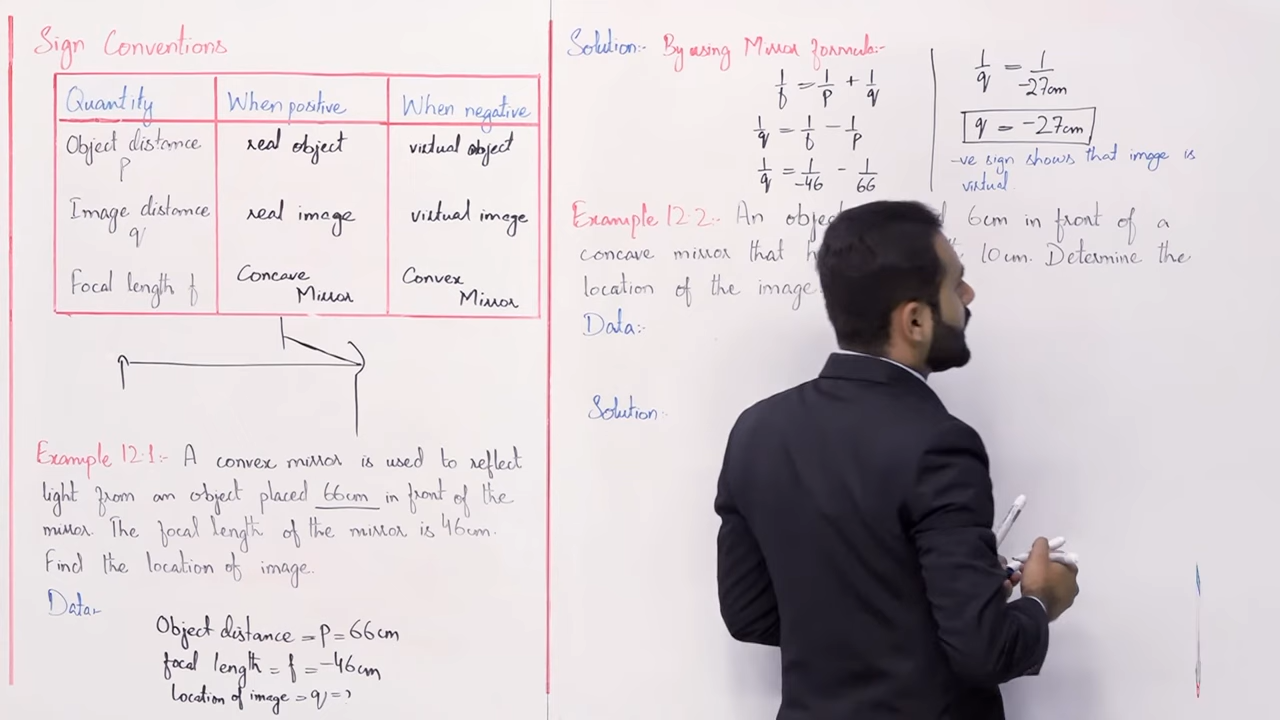 Sign Conventions
Quantity When positive When negative
Object distance p real object virtual object
Image distance q real image virtual image
Focal length f Concave Mirror Convex Mirror
Example 12.1:- A convex mirror is used to reflect
light from an object placed 66cm in front of the
mirror. The focal length of the mirror is 46cm.
Find the location of image.
Data:-
Object distance = p = 66cm
focal length = f = -46cm
Location of image = q = ?
Solution:- By using Mirror formula:-
1/f = 1/p + 1/q
1/q = 1/f - 1/p
1/q = 1/-46 - 1/66
1/q = 1/-27cm
q = -27cm
-ve sign shows that image is
virtual.
Example 12.2:- An 6cm in front of a
concave mirror that 10cm. Determine the
location of the image
Data:-
Solution:-